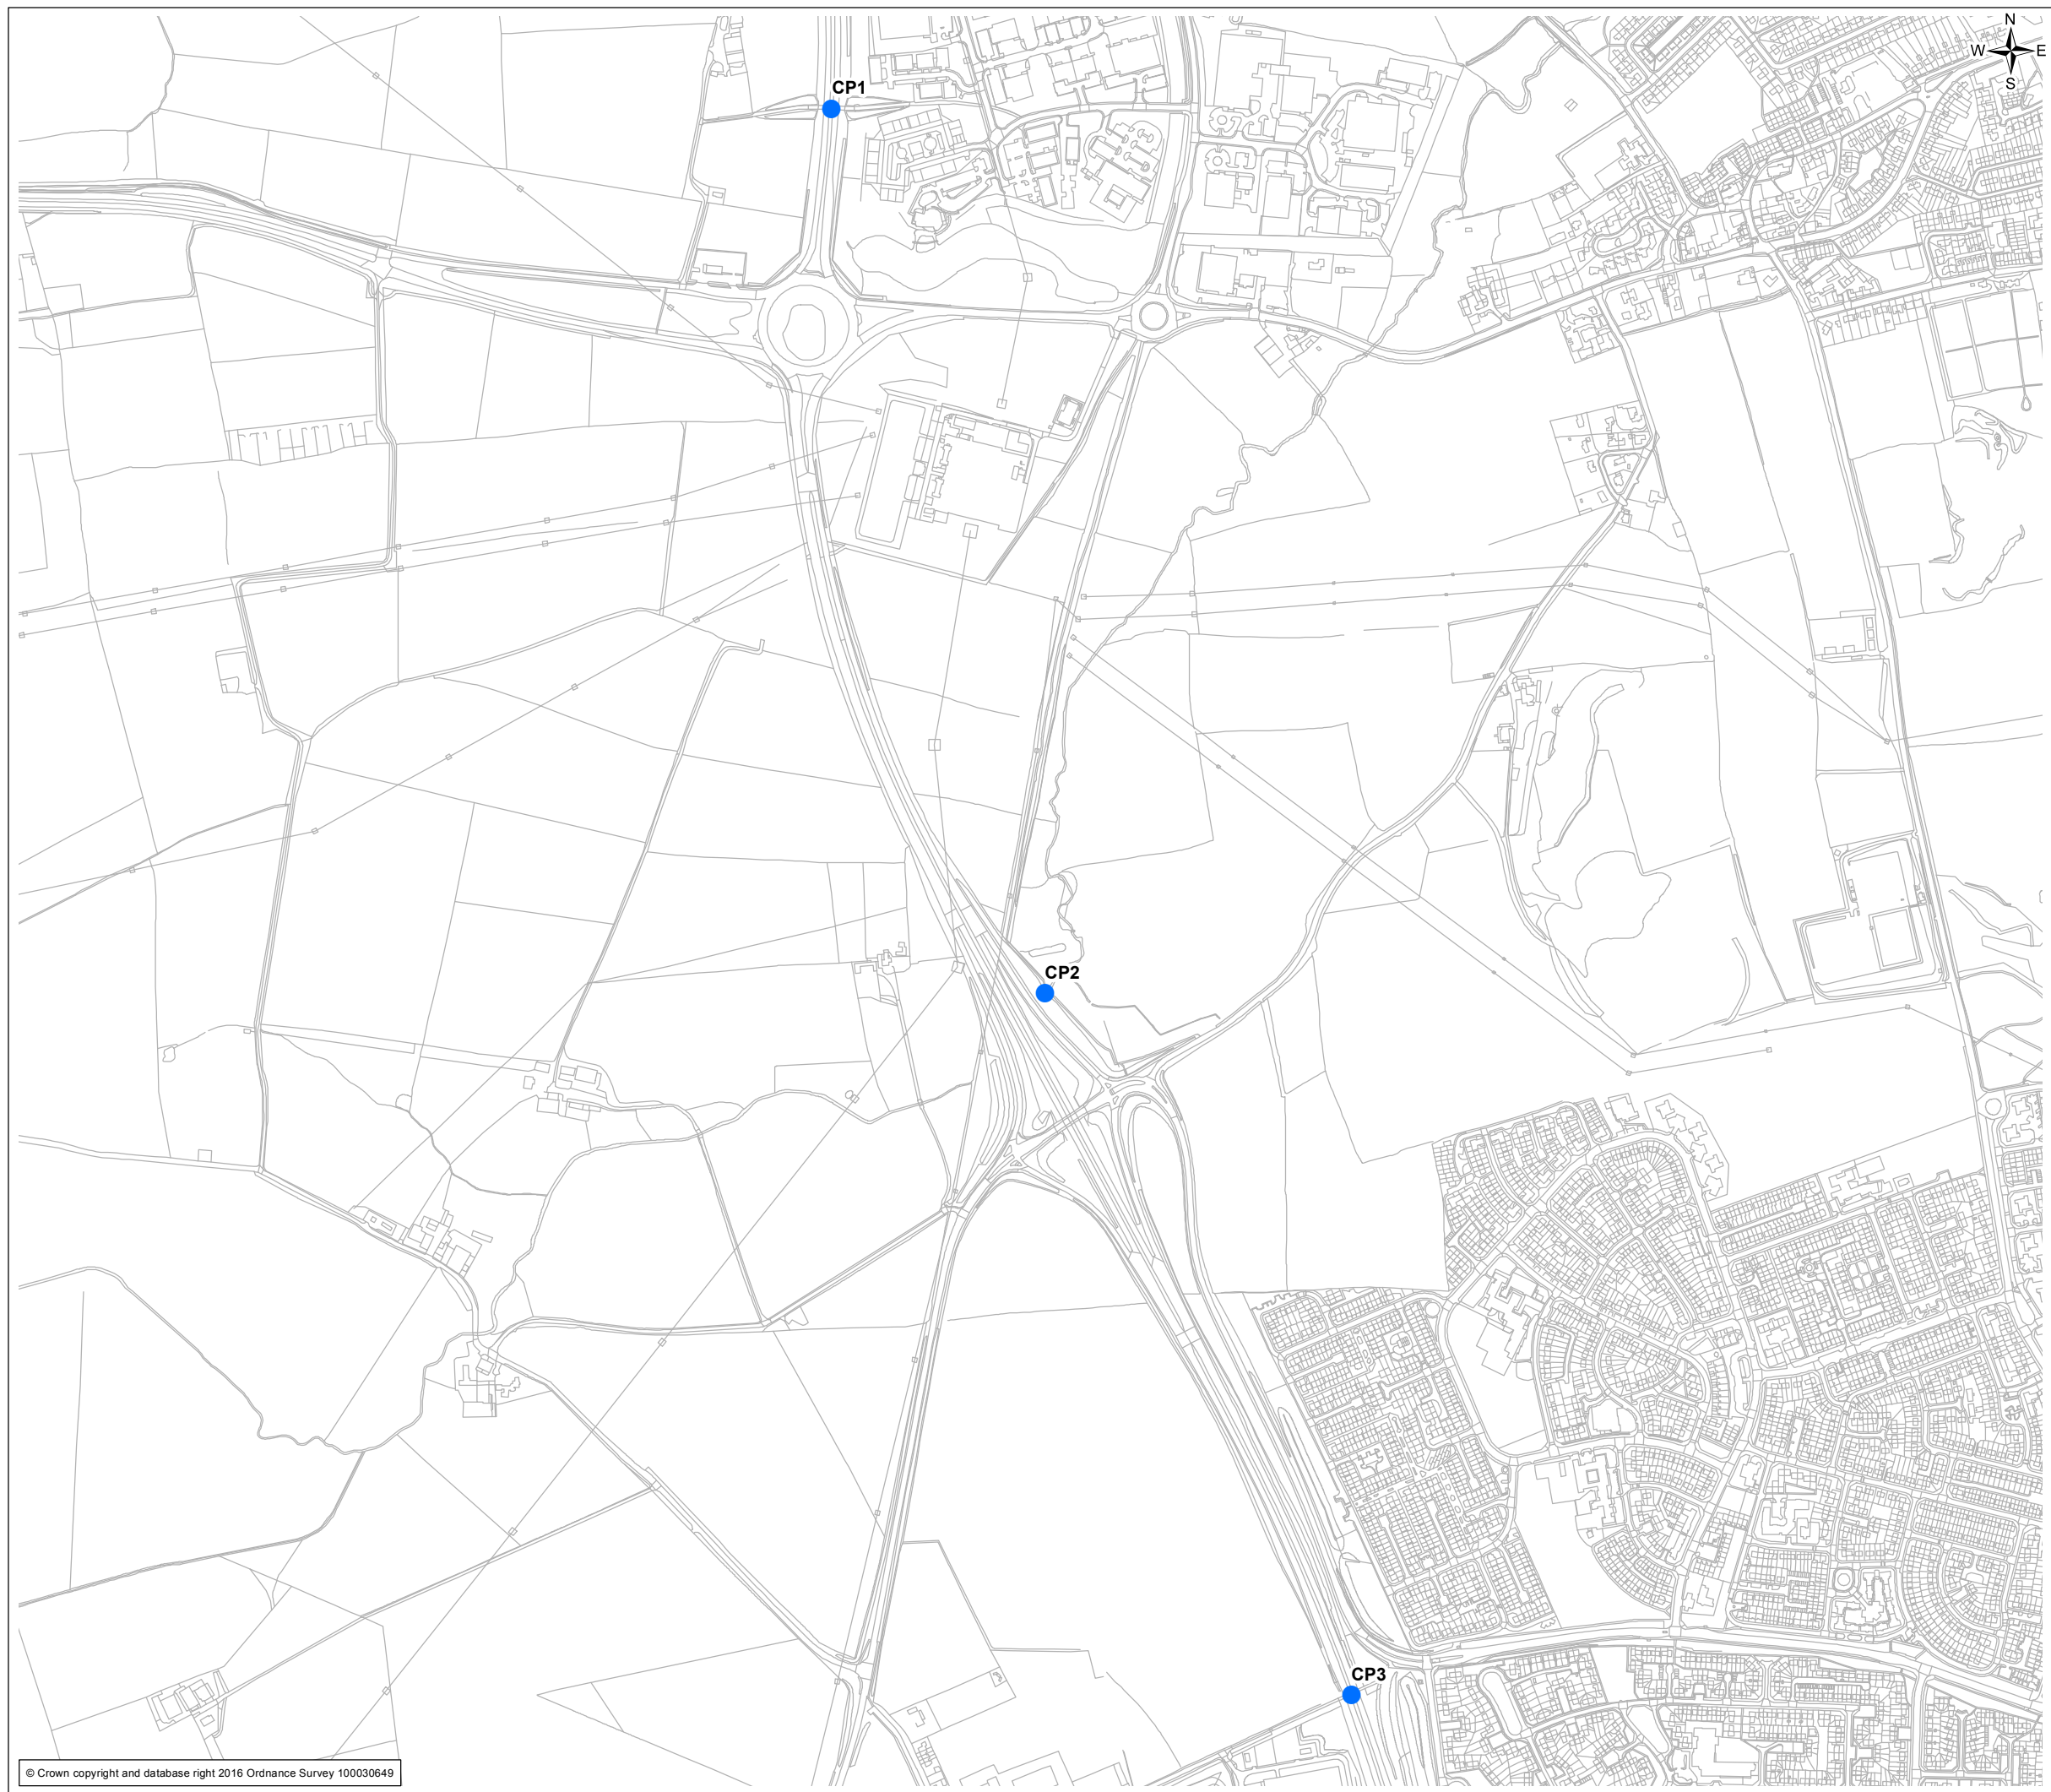 N
W E
S
CP1
CP2
CP3
© Crown copyright and database right 2016 Ordnance Survey 100030649